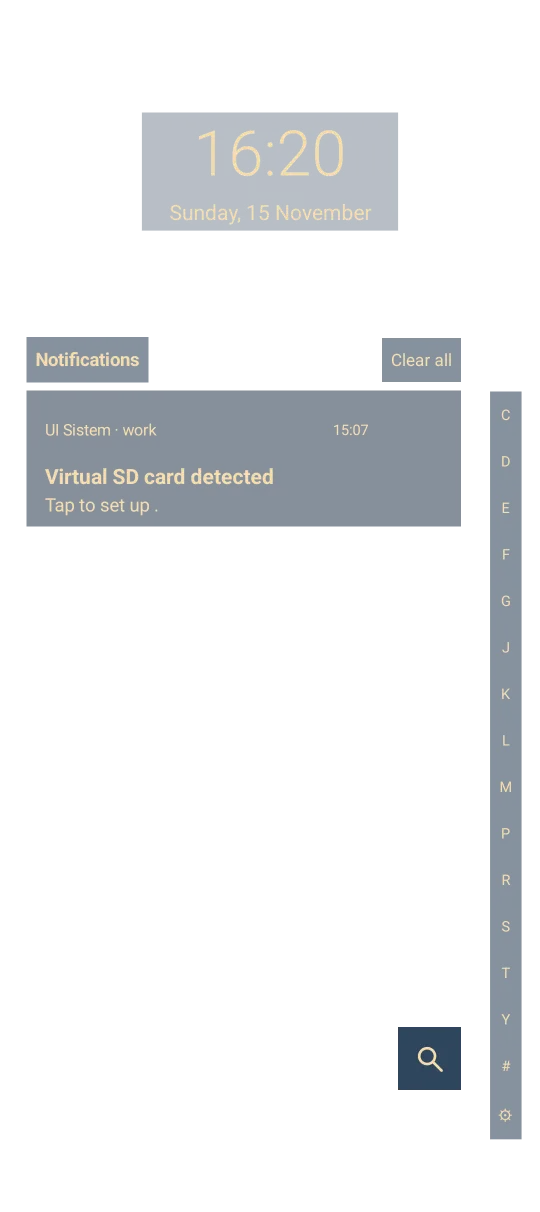 16:20
Sunday, 15 November
Notifications
Clear all
UI Sistem · work
15:07
Virtual SD card detected
Tap to set up .
C
D
E
F
G
J
K
L
M
P
R
S
T
Y
#